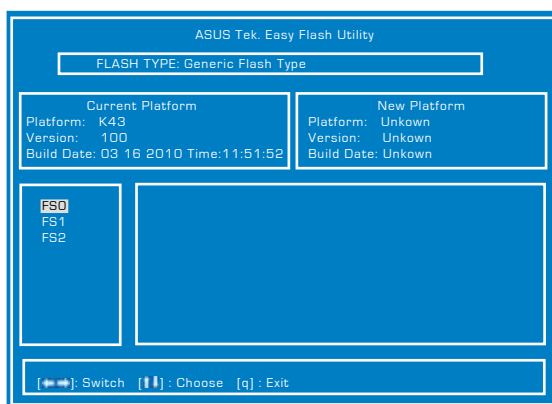 ASUS Tek. Easy Flash Utility
FLASH TYPE: Generic Flash Type
Current Platform
Platform: K43
Version: 100
Build Date: 03 16 2010 Time:11:51:52
New Platform
Platform: Unkown
Version: Unkown
Build Date: Unkown
FS0
FS1
FS2
[⬅➡]: Switch [⬆⬇] : Choose [q] : Exit